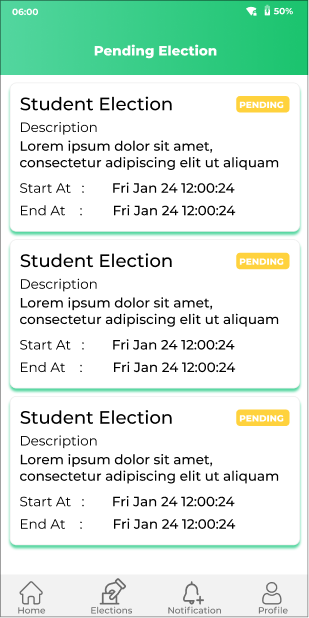 06:00 50%
Pending Election
Student Election PENDING
Description
Lorem ipsum dolor sit amet,
consectetur adipiscing elit ut aliquam
Start At : Fri Jan 24 12:00:24
End At : Fri Jan 24 12:00:24
Student Election PENDING
Description
Lorem ipsum dolor sit amet,
consectetur adipiscing elit ut aliquam
Start At : Fri Jan 24 12:00:24
End At : Fri Jan 24 12:00:24
Student Election PENDING
Description
Lorem ipsum dolor sit amet,
consectetur adipiscing elit ut aliquam
Start At : Fri Jan 24 12:00:24
End At : Fri Jan 24 12:00:24
Home Elections Notification Profile